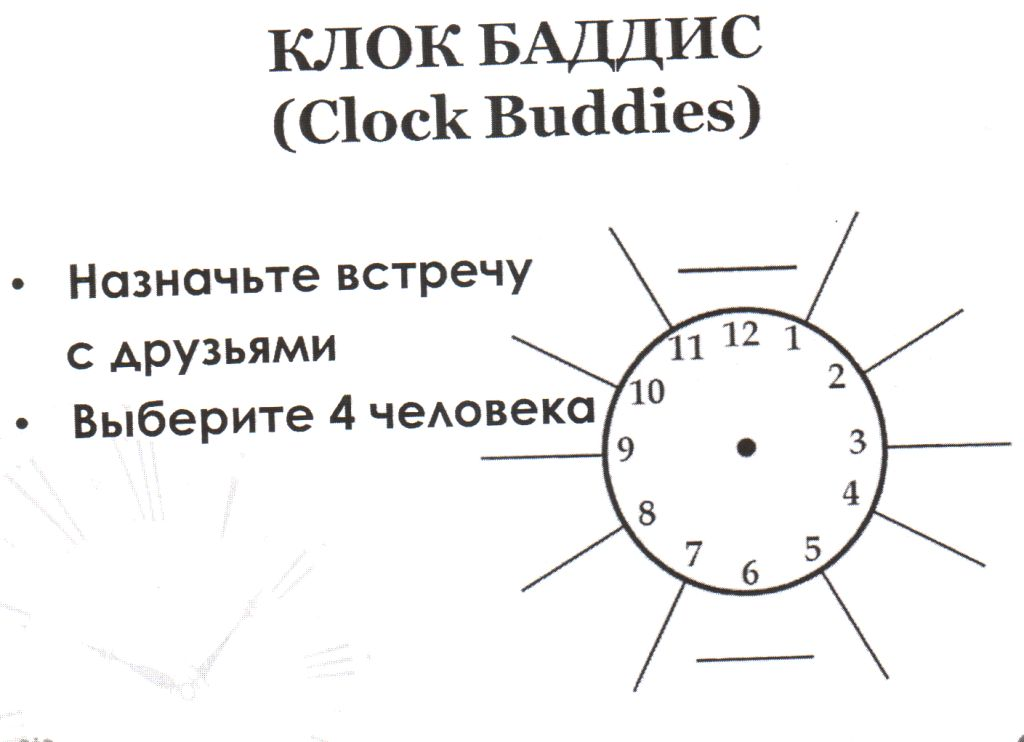 КЛОК БАДДИС
(Clock Buddies)
• Назначьте встречу
с друзьями
• Выберите 4 человека
11 12 1
10 2
9 3
8 4
7 6 5